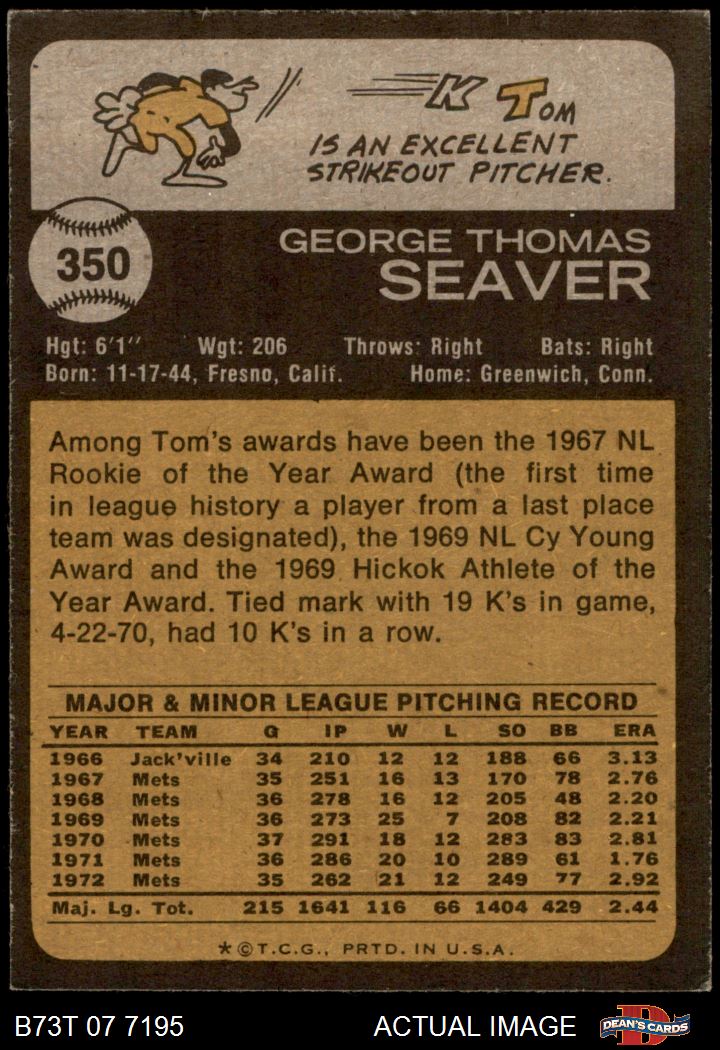 K TOM
IS AN EXCELLENT
STRIKEOUT PITCHER.
350
GEORGE THOMAS
SEAVER
Hgt: 6'1" Wgt: 206 Throws: Right Bats: Right
Born: 11-17-44, Fresno, Calif. Home: Greenwich, Conn.
Among Tom's awards have been the 1967 NL
Rookie of the Year Award (the first time
in league history a player from a last place
team was designated), the 1969 NL Cy Young
Award and the 1969 Hickok Athlete of the
Year Award. Tied mark with 19 K's in game,
4-22-70, had 10 K's in a row.
MAJOR & MINOR LEAGUE PITCHING RECORD
YEAR TEAM G IP W L SO BB ERA
1966 Jack'ville 34 210 12 12 188 66 3.13
1967 Mets 35 251 16 13 170 78 2.76
1968 Mets 36 278 16 12 205 48 2.20
1969 Mets 36 273 25 7 208 82 2.21
1970 Mets 37 291 18 12 283 83 2.81
1971 Mets 36 286 20 10 289 61 1.76
1972 Mets 35 262 21 12 249 77 2.92
Maj. Lg. Tot. 215 1641 116 66 1404 429 2.44
*©T.C.G., PRTD. IN U.S.A.
B73T 07 7195 ACTUAL IMAGE D DEAN'S CARDS